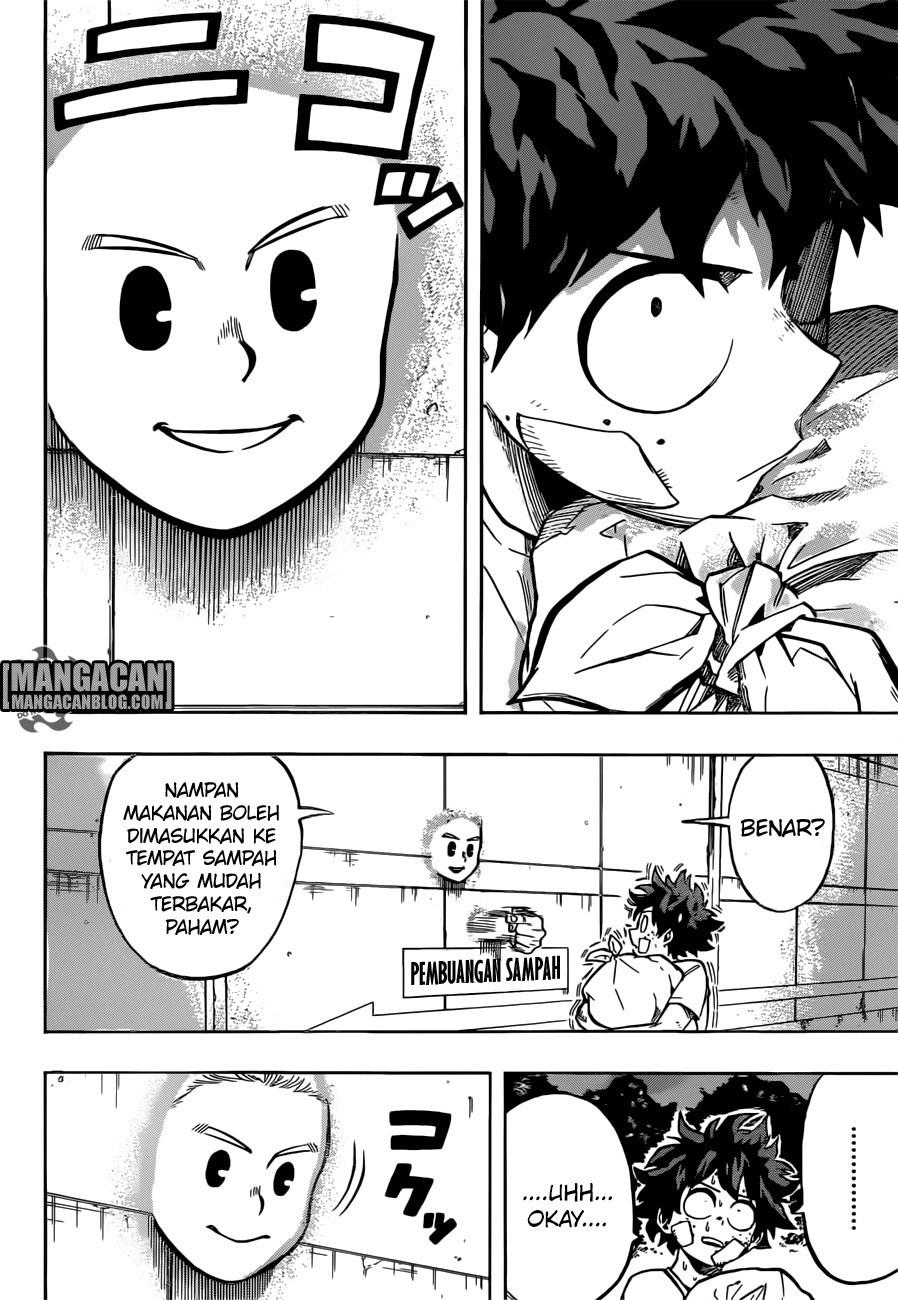 ニコッ
MANGACAN
MANGACANBLOG.COM
BENAR?
NAMPAN
MAKANAN BOLEH
DIMASUKKAN KE
TEMPAT SAMPAH
YANG MUDAH
TERBAKAR,
PAHAM?
PEMBUANGAN SAMPAH
..........
....UHH...
OKAY....
コクッ